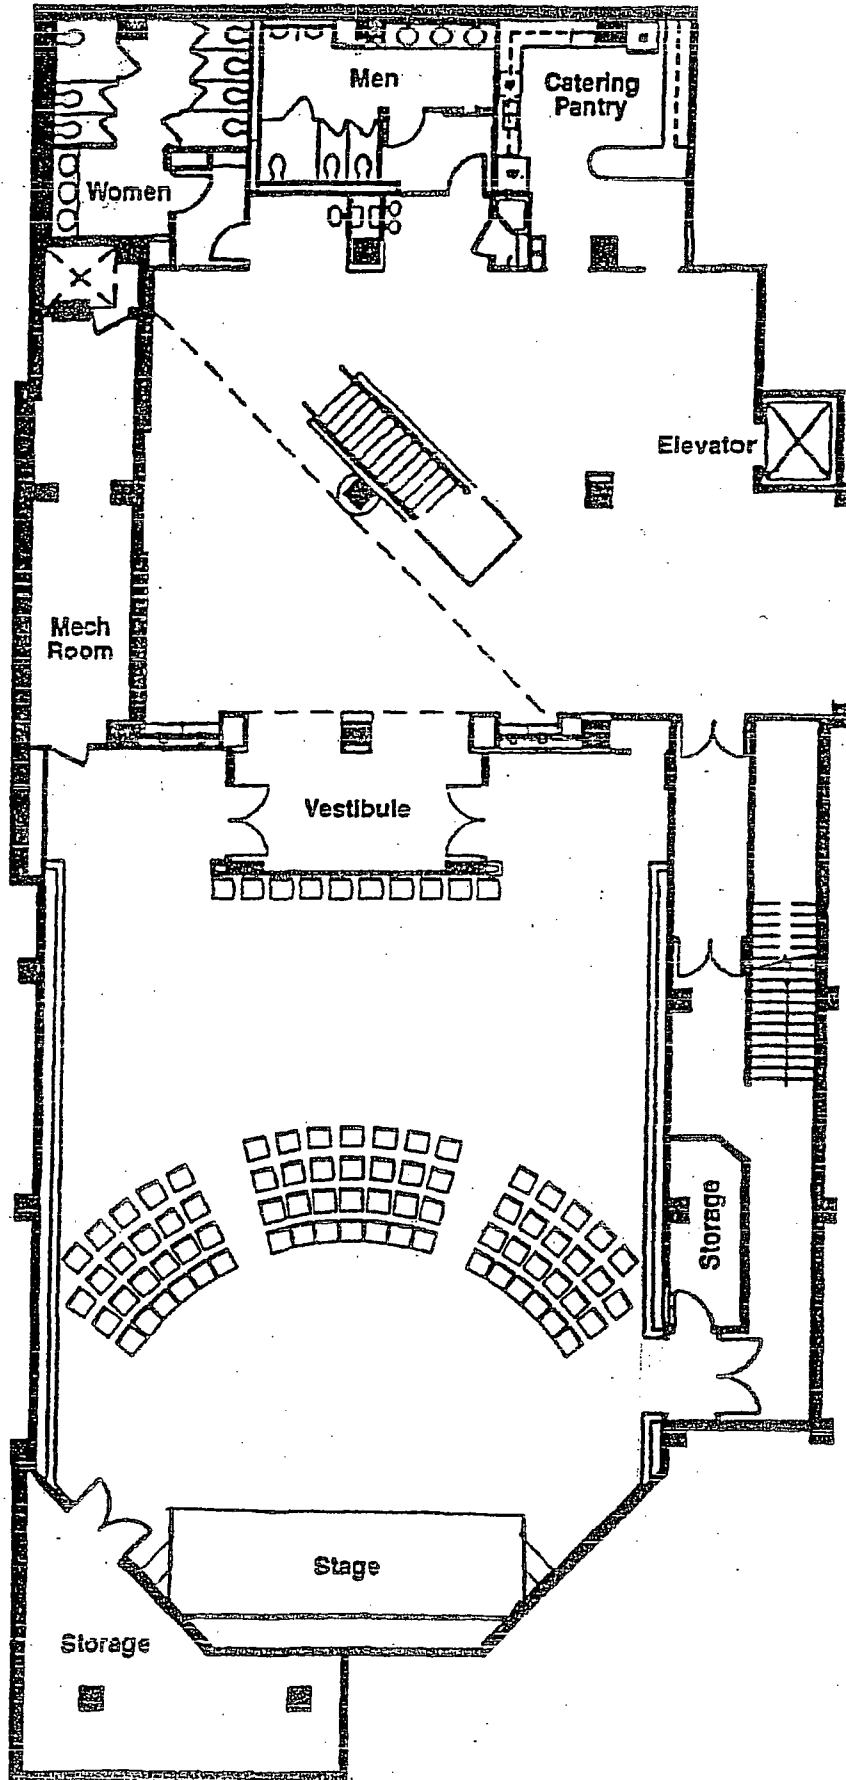 Men
Catering
Pantry
Women
Elevator
Mech
Room
Vestibule
Storage
Stage
Storage